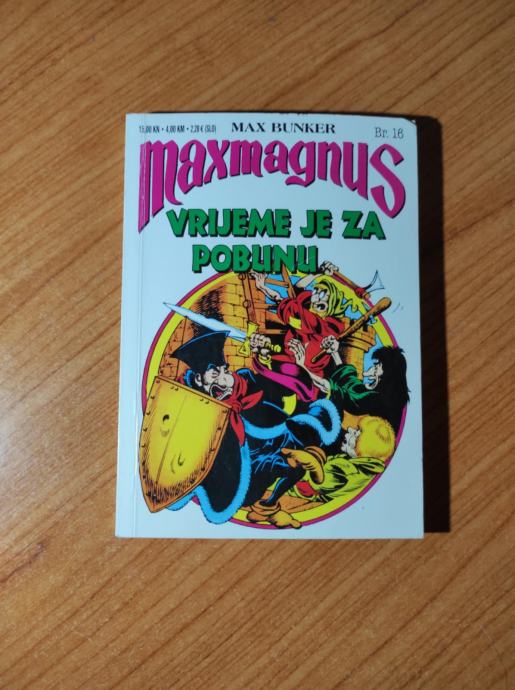 15,00 KN • 4,00 KM • 2,20 € (SLO) MAX BUNKER Br. 16
maxmagnus
VRIJEME JE ZA
POBUNU